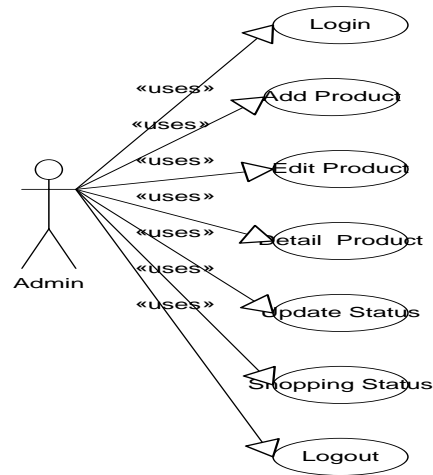 Login
«uses»
Add Product
«uses»
«uses»
Edit Product
«uses»
«uses»
Detail Product
«uses»
Admin
«uses»
Update Status
Shopping Status
Logout